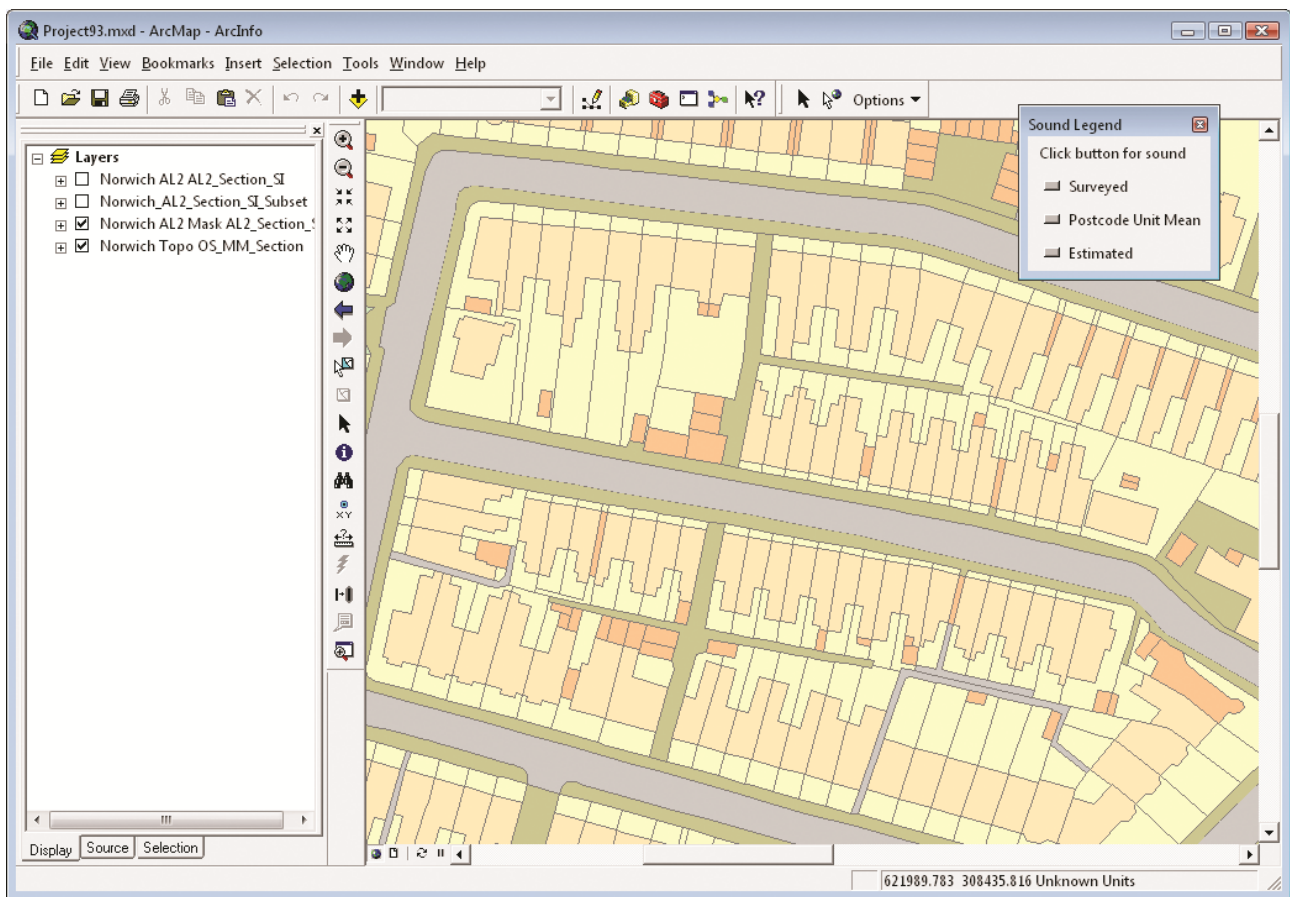 Project93.mxd - ArcMap - ArcInfo
File Edit View Bookmarks Insert Selection Tools Window Help
Options
Layers
Norwich AL2 AL2_Section_SI
Norwich_AL2_Section_SI_Subset
Norwich AL2 Mask AL2_Section_S
Norwich Topo OS_MM_Section
XY
Sound Legend
Click button for sound
Surveyed
Postcode Unit Mean
Estimated
Display Source Selection
621989.783 308435.816 Unknown Units